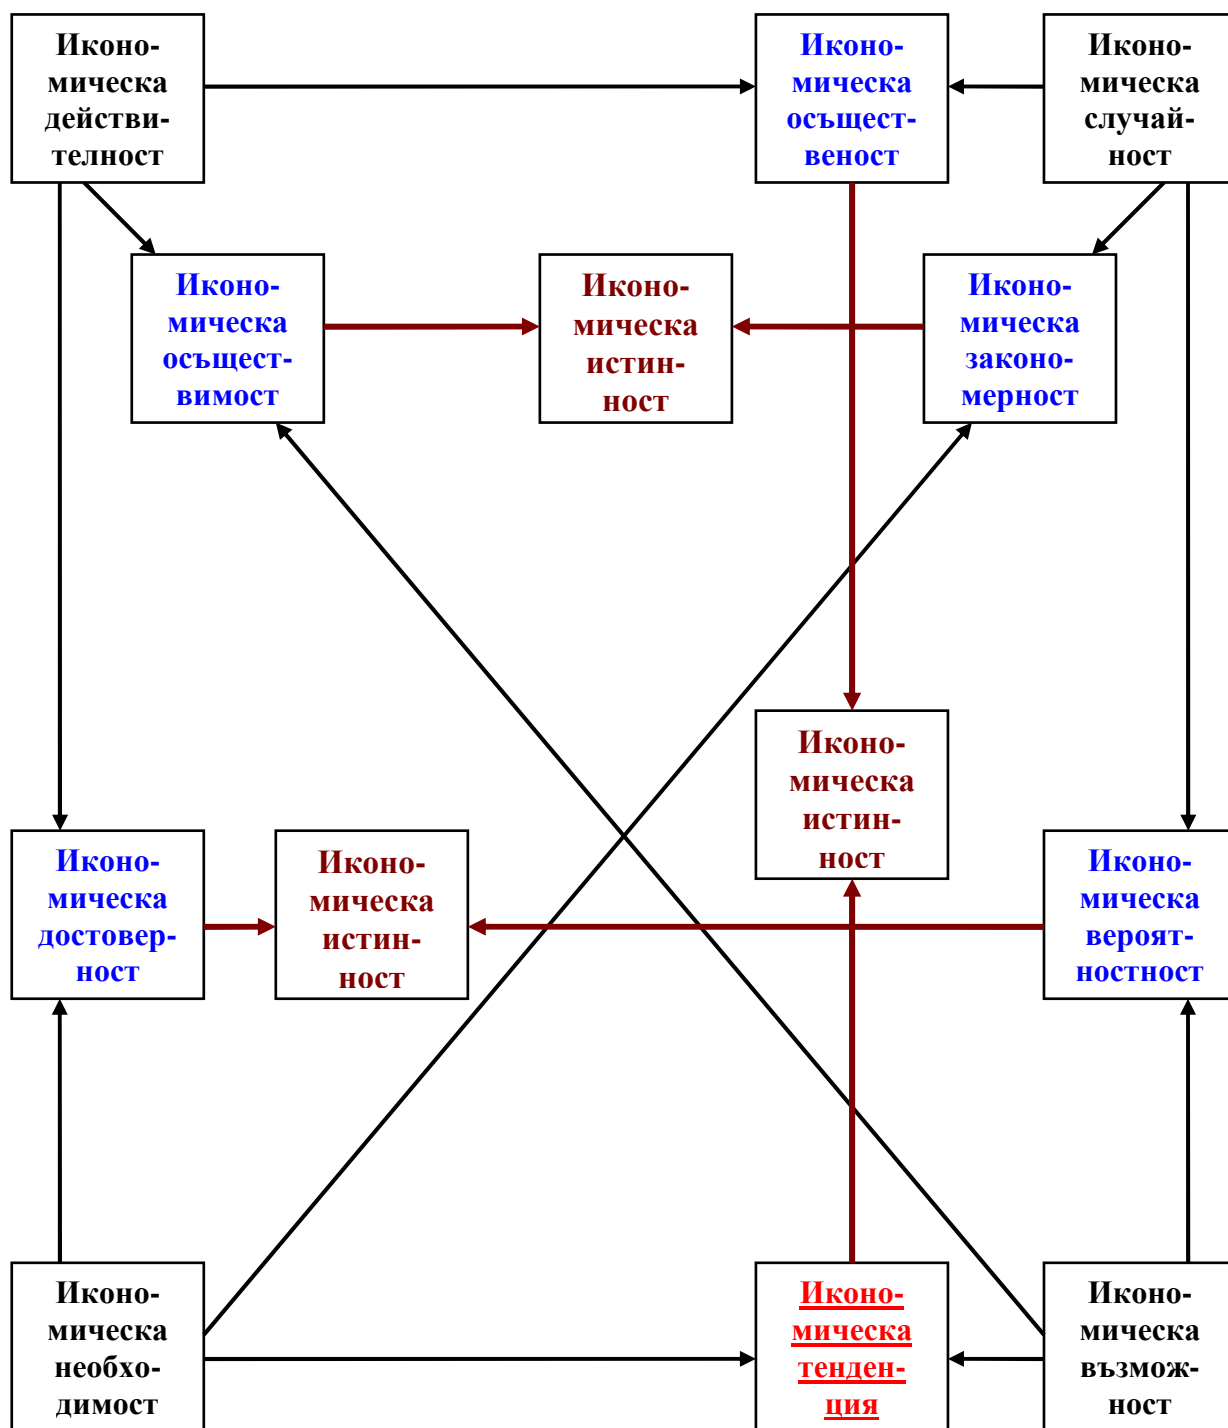 Иконо-
мическа
действи-
телност
Иконо-
мическа
осъщест-
веност
Иконо-
мическа
случай-
ност
Иконо-
мическа
осъщест-
вимост
Иконо-
мическа
истин-
ност
Иконо-
мическа
законо-
мерност
Иконо-
мическа
истин-
ност
Иконо-
мическа
достовер-
ност
Иконо-
мическа
истин-
ност
Иконо-
мическа
вероят-
ностност
Иконо-
мическа
необхо-
димост
Иконо-
мическа
тенден-
ция
Иконо-
мическа
възмож-
ност